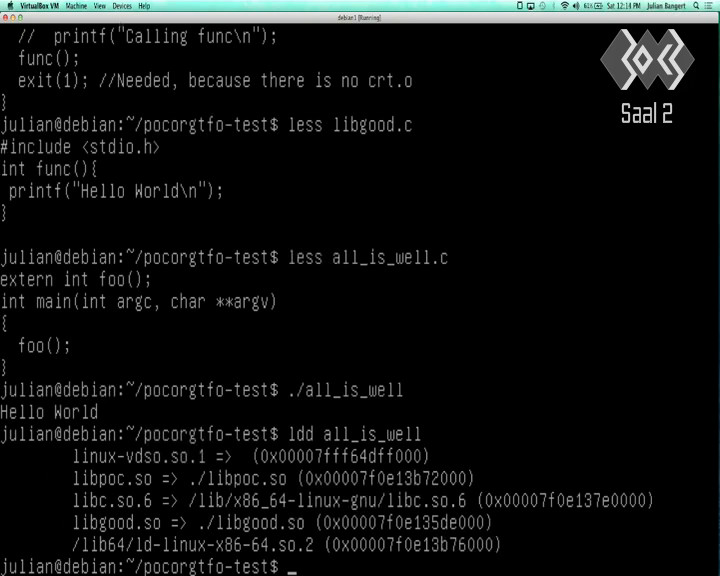 VirtualBox VM Machine View Devices Help
61% Sat 12:14 PM Julian Bangert
debian1 [Running]
// printf("Calling func\n");
func();
exit(1); //Needed, because there is no crt.o
}
Saal 2
julian@debian:~/pocorgtfo-test$ less libgood.c
#include <stdio.h>
int func(){
printf("Hello World\n");
}
julian@debian:~/pocorgtfo-test$ less all_is_well.c
extern int foo();
int main(int argc, char **argv)
{
foo();
}
julian@debian:~/pocorgtfo-test$ ./all_is_well
Hello World
julian@debian:~/pocorgtfo-test$ ldd all_is_well
linux-vdso.so.1 => (0x00007fff64dff000)
libpoc.so => ./libpoc.so (0x00007f0e13b72000)
libc.so.6 => /lib/x86_64-linux-gnu/libc.so.6 (0x00007f0e137e0000)
libgood.so => ./libgood.so (0x00007f0e135de000)
/lib64/ld-linux-x86-64.so.2 (0x00007f0e13b76000)
julian@debian:~/pocorgtfo-test$ _